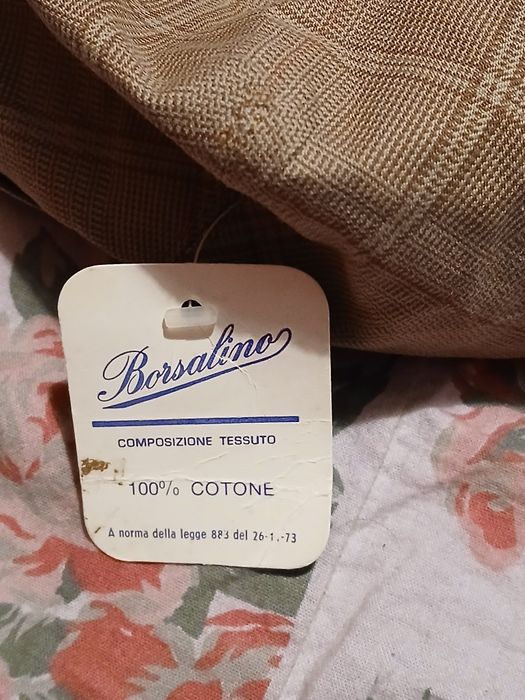 Borsalino
COMPOSIZIONE TESSUTO
100% COTONE
A norma della legge 883 del 26-1.-73